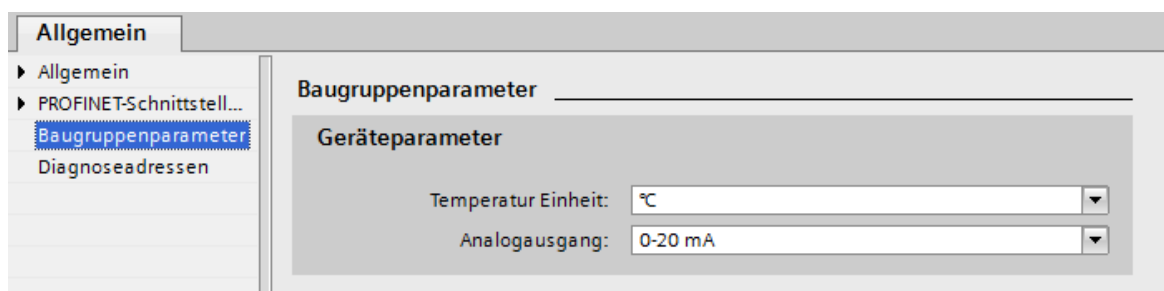 Allgemein
Allgemein
PROFINET-Schnittstell...
Baugruppenparameter
Diagnoseadressen
Baugruppenparameter
Geräteparameter
Temperatur Einheit: °C
Analogausgang: 0-20 mA